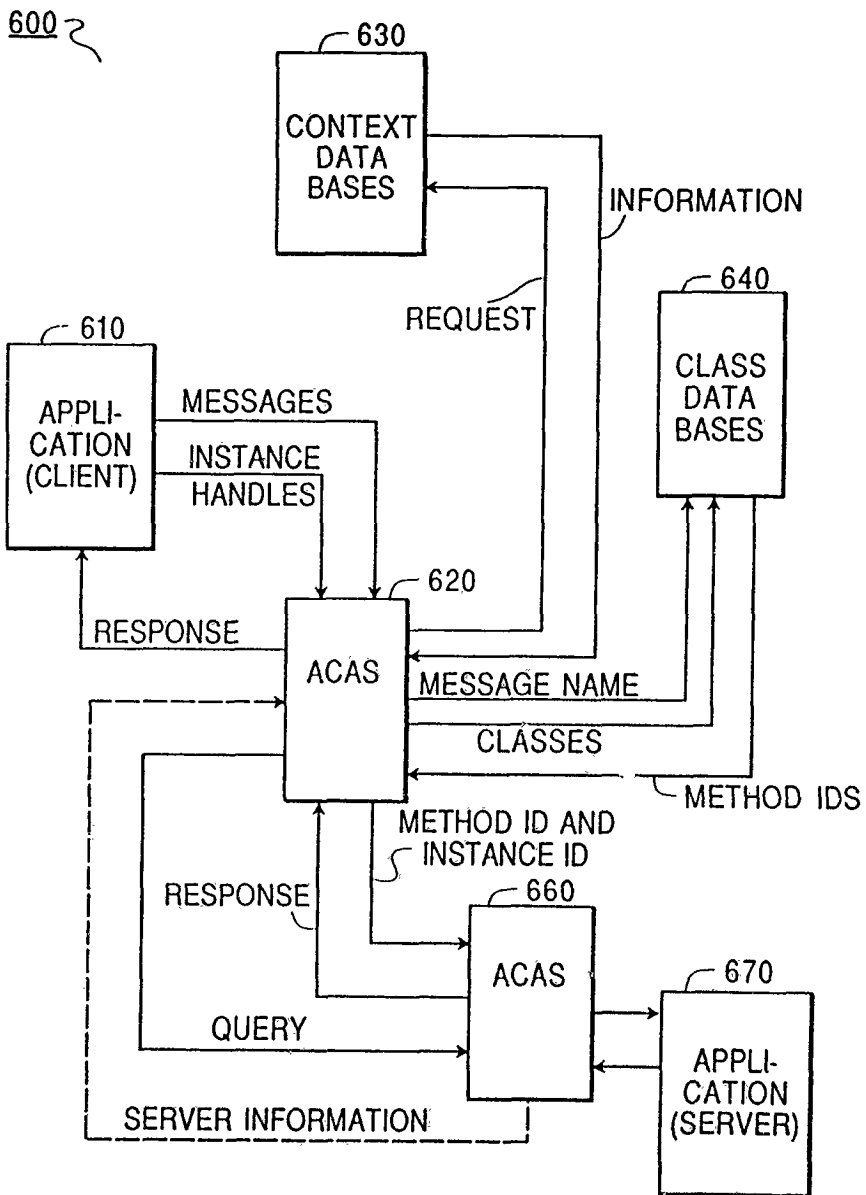 600
630
CONTEXT
DATA
BASES
INFORMATION
REQUEST
640
CLASS
DATA
BASES
610
APPLI-
CATION
(CLIENT)
MESSAGES
INSTANCE
HANDLES
620
RESPONSE
ACAS
MESSAGE NAME
CLASSES
METHOD IDS
METHOD ID AND
INSTANCE ID
RESPONSE
660
ACAS
670
QUERY
APPLI-
CATION
(SERVER)
SERVER INFORMATION